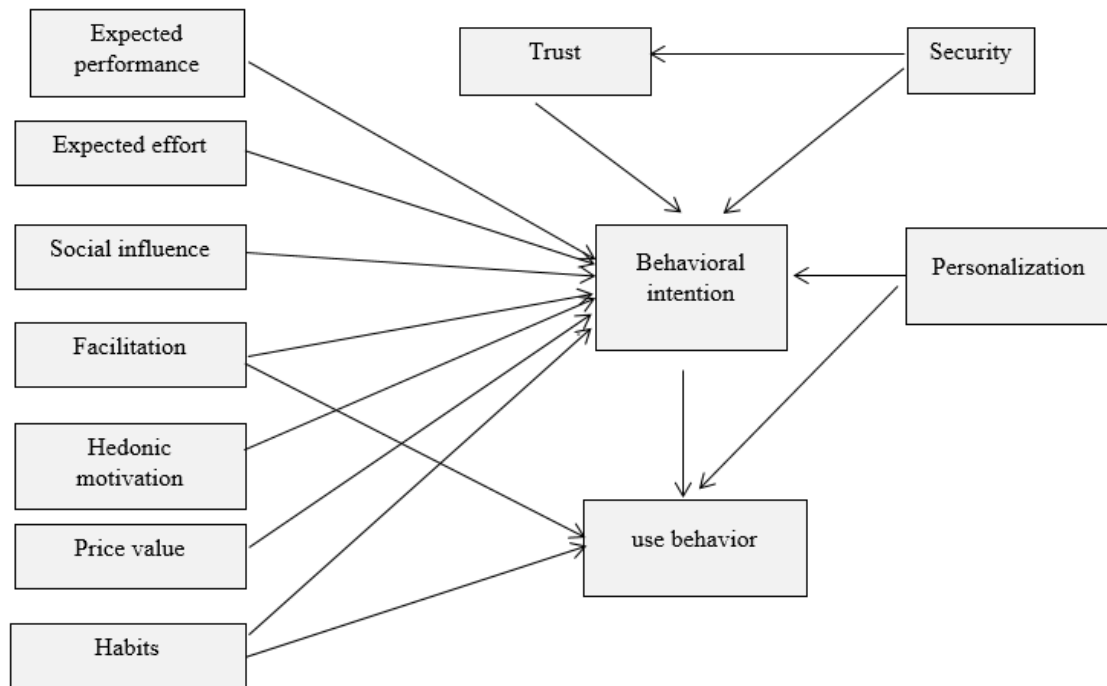 Expected
performance
Expected effort
Social influence
Facilitation
Hedonic
motivation
Price value
Habits
Trust
Security
Behavioral
intention
Personalization
use behavior